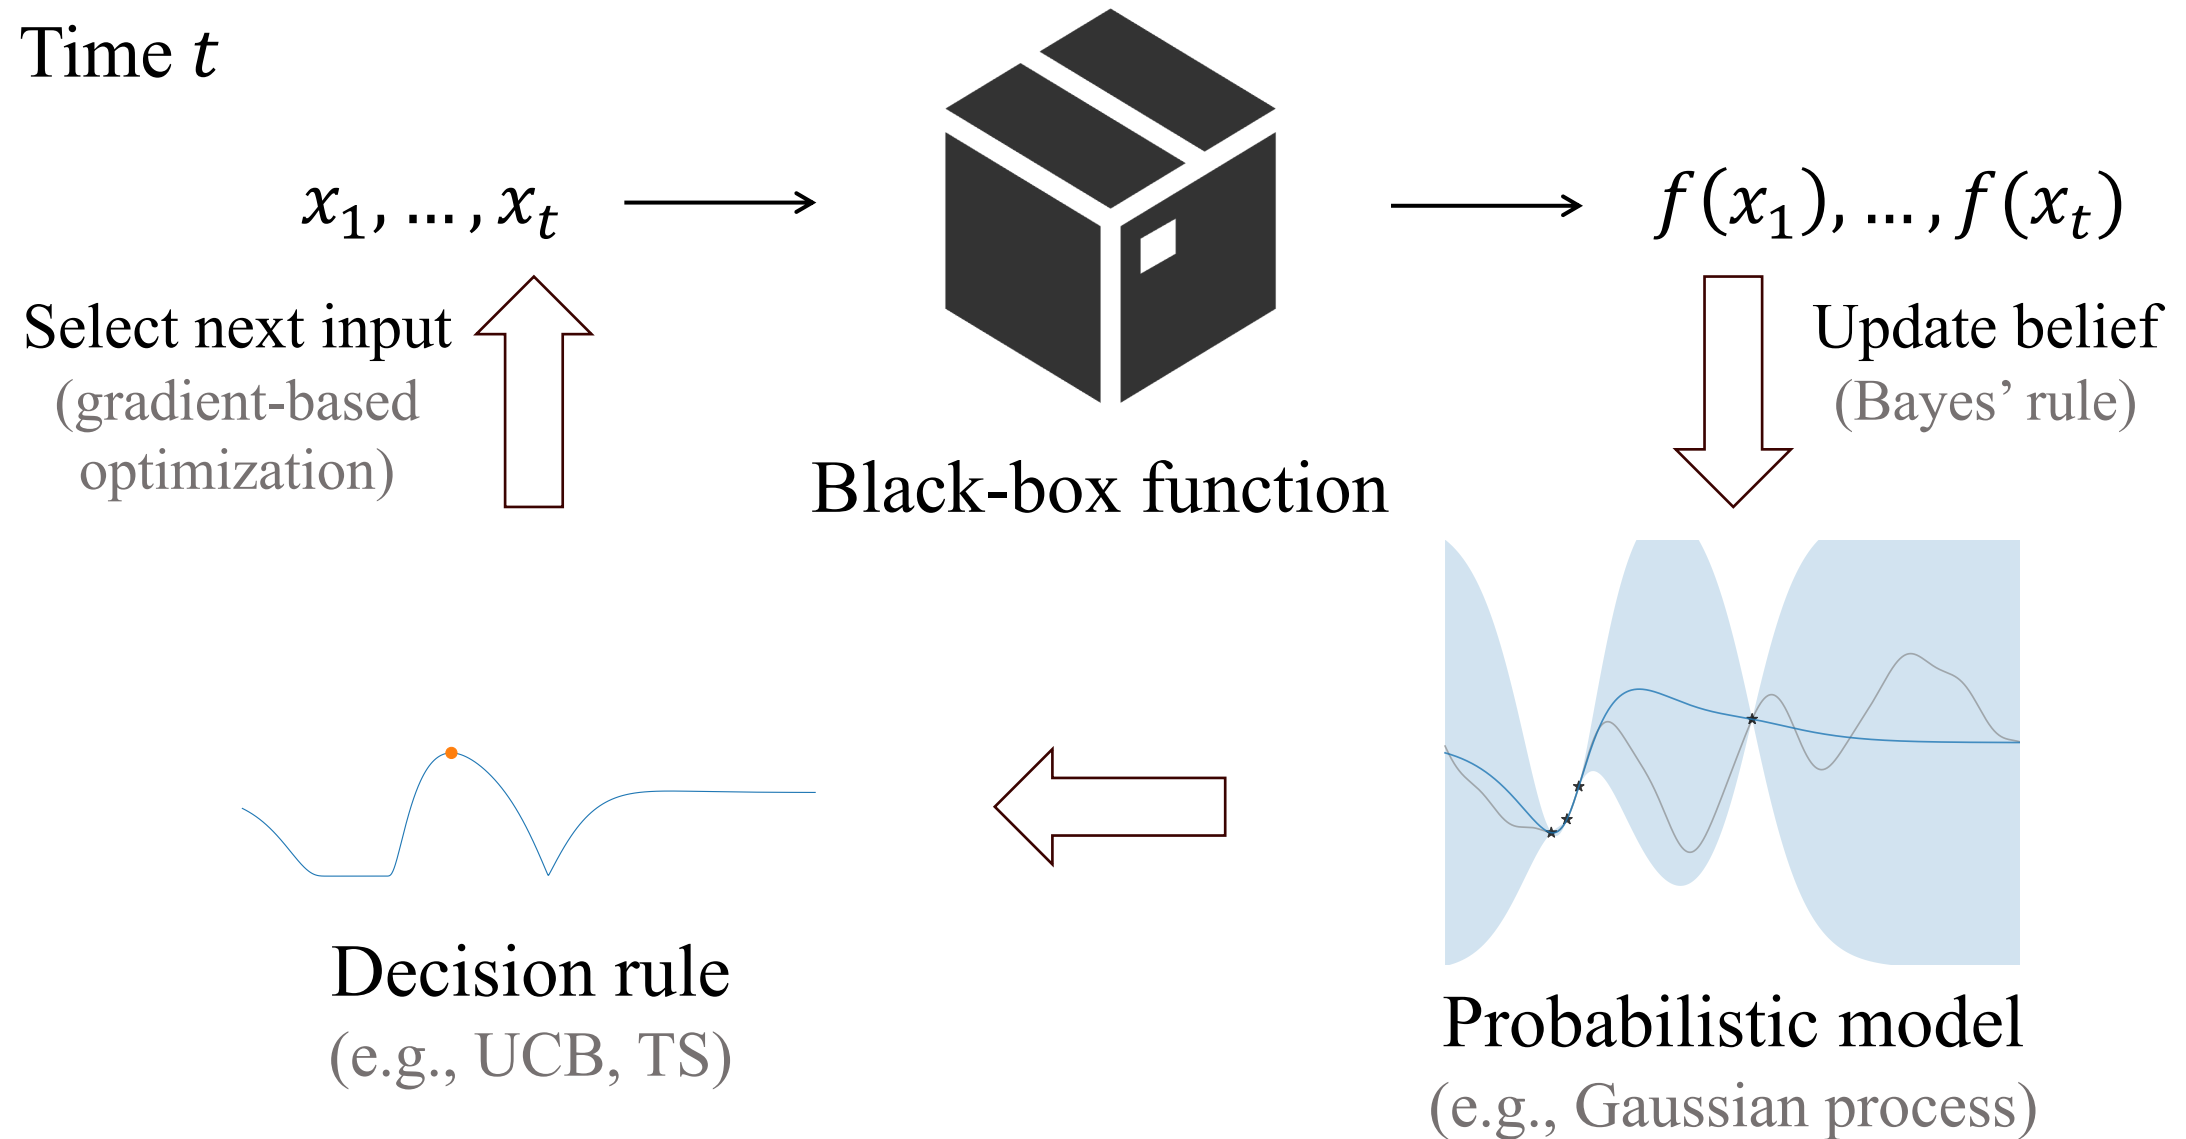 Time t
x₁, … , xₜ
f(x₁), … , f(xₜ)
Select next input
(gradient-based
optimization)
Black-box function
Update belief
(Bayes’ rule)
Decision rule
(e.g., UCB, TS)
Probabilistic model
(e.g., Gaussian process)